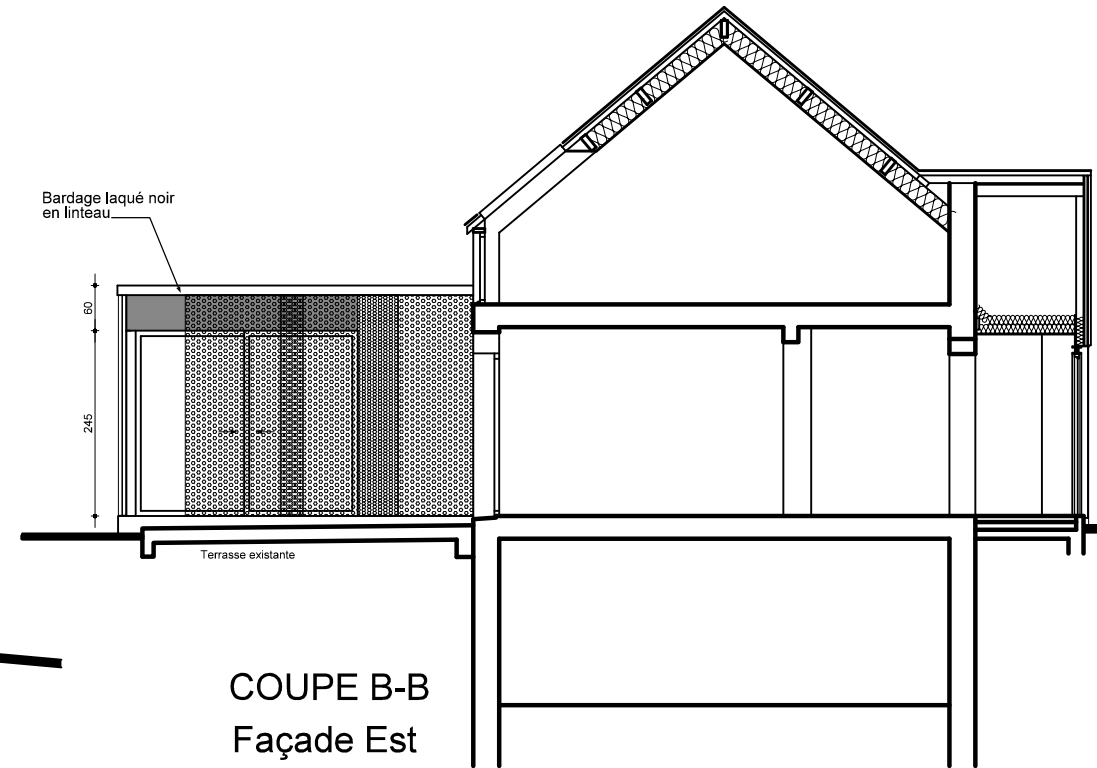 Bardage laqué noir
en linteau
60
245
Terrasse existante
COUPE B-B
Façade Est